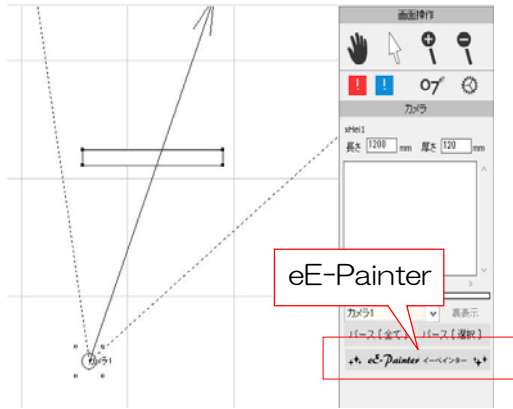 画面操作
! ! 07
カメラ
xHei1
長さ 1200 mm 厚さ 120 mm
eE-Painter
カメラ1 裏表示
パース【全て】 パース【選択】
eE-Painter イーペインター
カメラ1